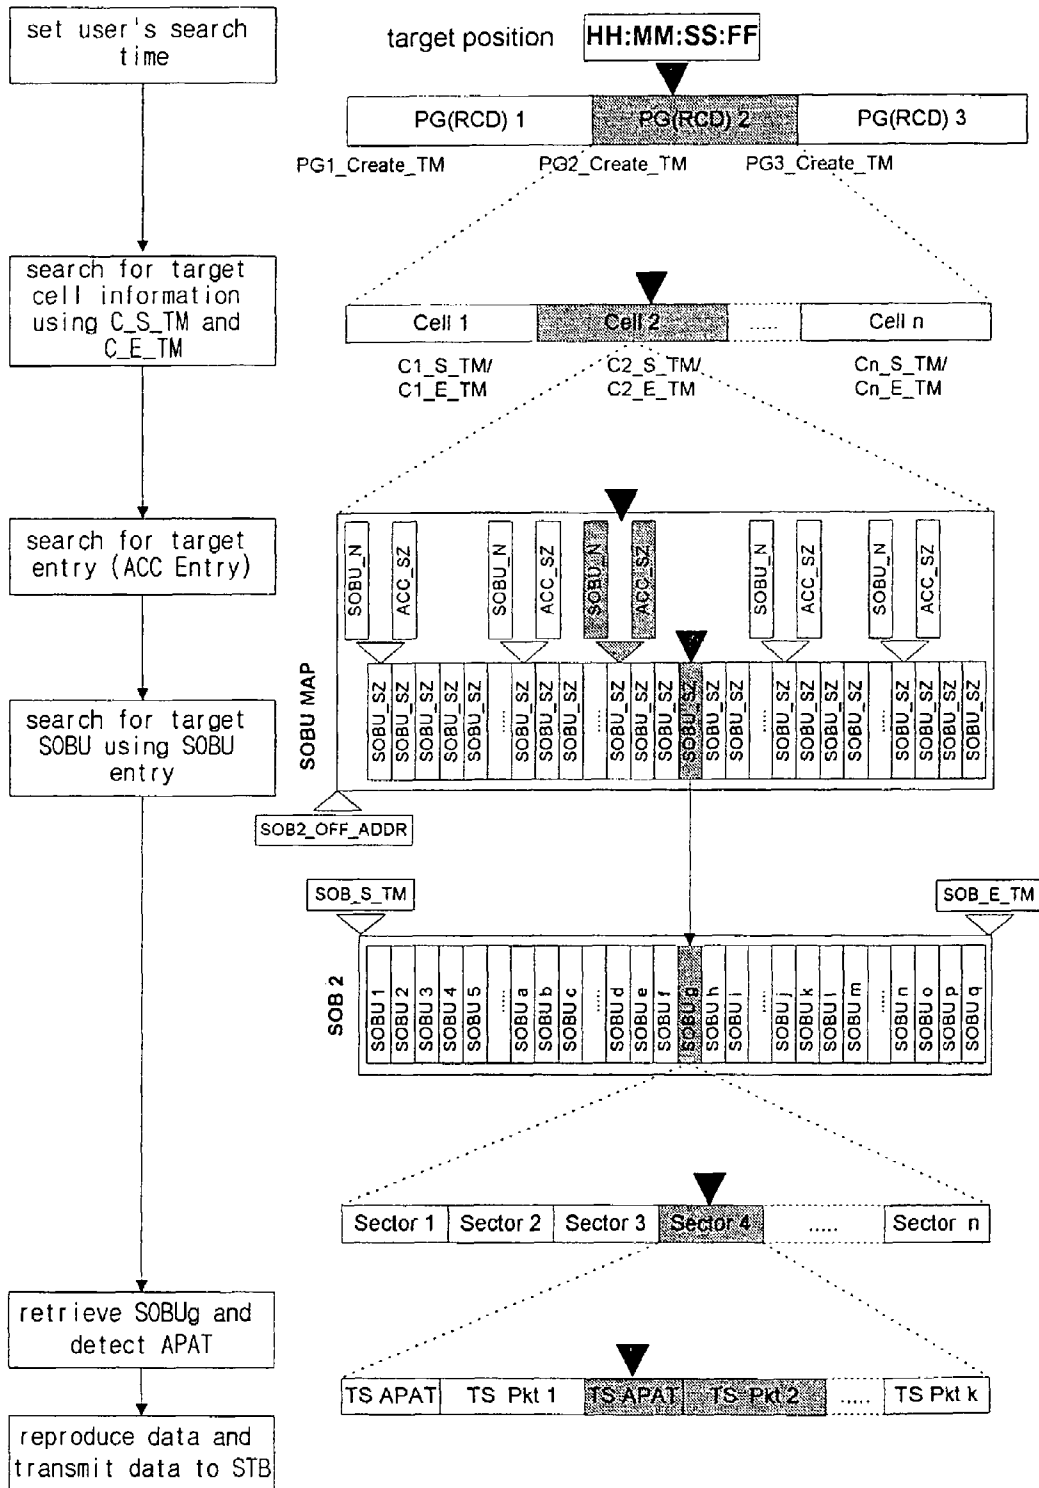 set user's search
time
target position
HH:MM:SS:FF
PG(RCD) 1
PG(RCD) 2
PG(RCD) 3
PG1_Create_TM
PG2_Create_TM
PG3_Create_TM
search for target
cell information
using C_S_TM and
C_E_TM
Cell 1
Cell 2
.....
Cell n
C1_S_TM/
C1_E_TM
C2_S_TM/
C2_E_TM
Cn_S_TM/
Cn_E_TM
search for target
entry (ACC Entry)
SOBU_N
ACC_SZ
SOBU_N
ACC_SZ
SOBU_N
ACC_SZ
SOBU_N
ACC_SZ
SOBU_N
ACC_SZ
search for target
SOBU using SOBU
entry
SOBU MAP
SOBU_SZ
SOBU_SZ
SOBU_SZ
SOBU_SZ
SOBU_SZ
.....
SOBU_SZ
SOBU_SZ
SOBU_SZ
.....
SOBU_SZ
SOBU_SZ
SOBU_SZ
SOBU_SZ
SOBU_SZ
SOBU_SZ
.....
SOBU_SZ
SOBU_SZ
SOBU_SZ
SOBU_SZ
.....
SOBU_SZ
SOBU_SZ
SOBU_SZ
SOBU_SZ
SOB2_OFF_ADDR
SOB_S_TM
SOB_E_TM
SOB 2
SOBU 1
SOBU 2
SOBU 3
SOBU 4
SOBU 5
.....
SOBU a
SOBU b
SOBU c
.....
SOBU d
SOBU e
SOBU f
SOBU g
SOBU h
SOBU i
.....
SOBU j
SOBU k
SOBU l
SOBU m
.....
SOBU n
SOBU o
SOBU p
SOBU q
Sector 1
Sector 2
Sector 3
Sector 4
.....
Sector n
retrieve SOBUg and
detect APAT
TS APAT
TS Pkt 1
TS APAT
TS Pkt 2
.....
TS Pkt k
reproduce data and
transmit data to STB